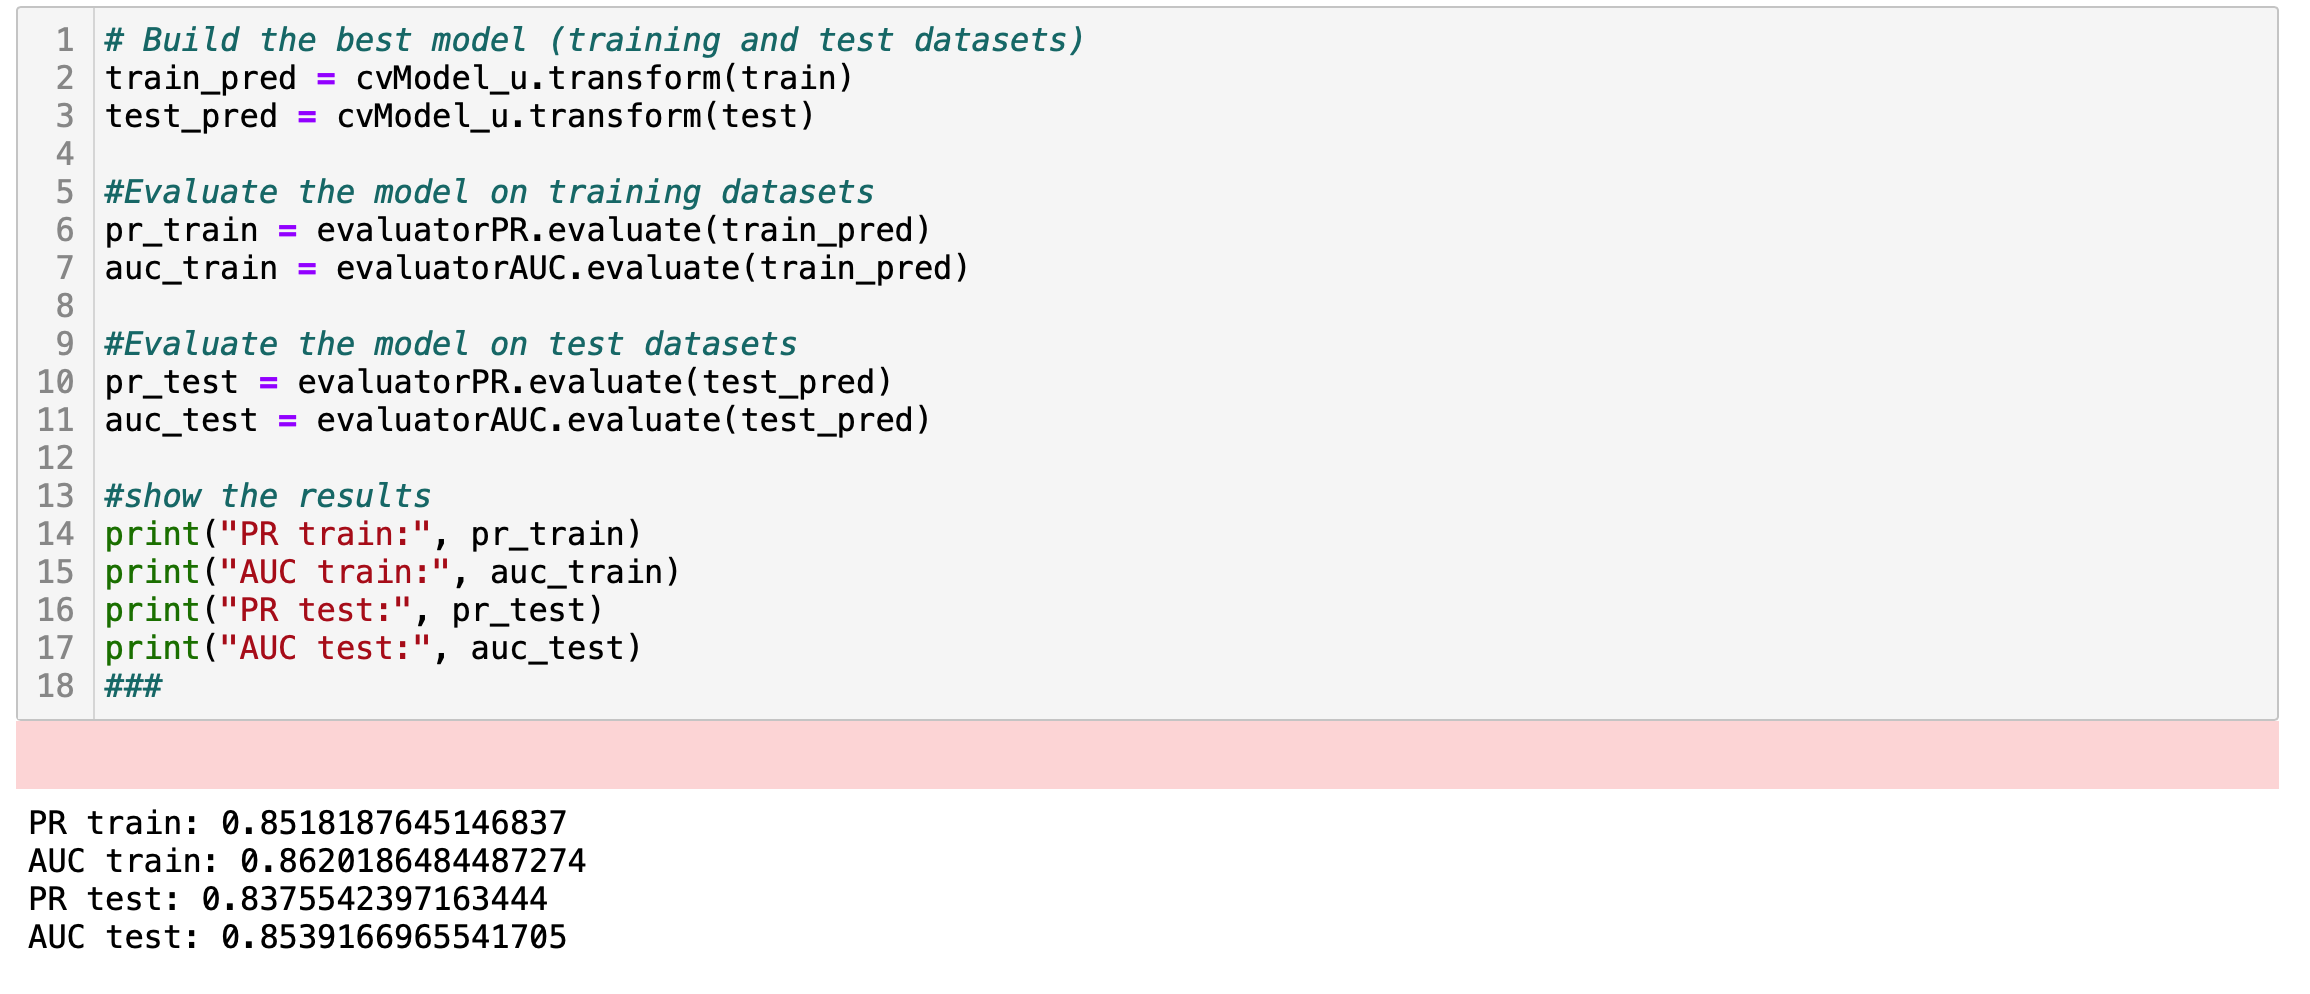 1 # Build the best model (training and test datasets)
2 train_pred = cvModel_u.transform(train)
3 test_pred = cvModel_u.transform(test)
4
5 #Evaluate the model on training datasets
6 pr_train = evaluatorPR.evaluate(train_pred)
7 auc_train = evaluatorAUC.evaluate(train_pred)
8
9 #Evaluate the model on test datasets
10 pr_test = evaluatorPR.evaluate(test_pred)
11 auc_test = evaluatorAUC.evaluate(test_pred)
12
13 #show the results
14 print("PR train:", pr_train)
15 print("AUC train:", auc_train)
16 print("PR test:", pr_test)
17 print("AUC test:", auc_test)
18 ###
PR train: 0.8518187645146837
AUC train: 0.8620186484487274
PR test: 0.8375542397163444
AUC test: 0.8539166965541705